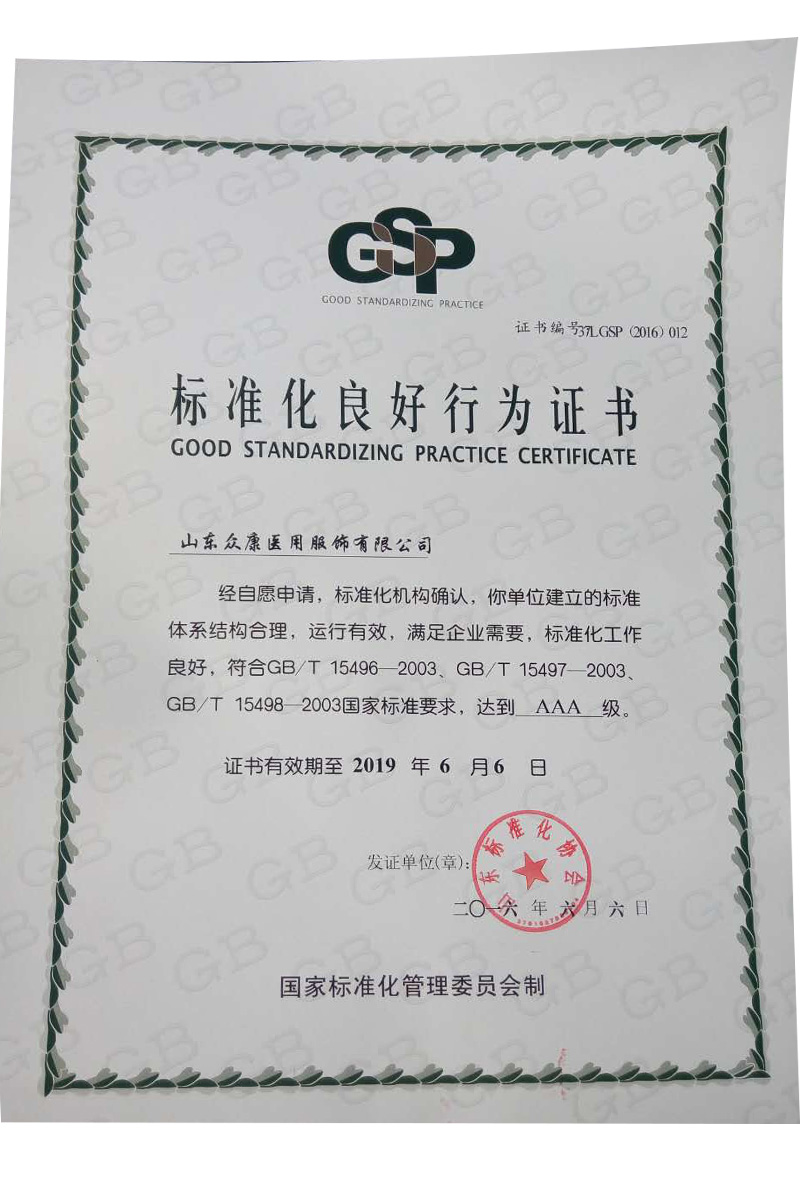 GSP
GOOD STANDARDIZING PRACTICE
证书编号37LGSP (2016) 012
标准化良好行为证书
GOOD STANDARDIZING PRACTICE CERTIFICATE
山东众康医用服饰有限公司
经自愿申请，标准化机构确认，你单位建立的标准
体系结构合理，运行有效，满足企业需要，标准化工作
良好，符合GB/T 15496—2003、GB/T 15497—2003、
GB/T 15498—2003国家标准要求，达到 AAA 级。
证书有效期至 2019 年 6 月 6 日
发证单位(章)：
山东标准化协会
二〇一六 年 六 月 六 日
国家标准化管理委员会制